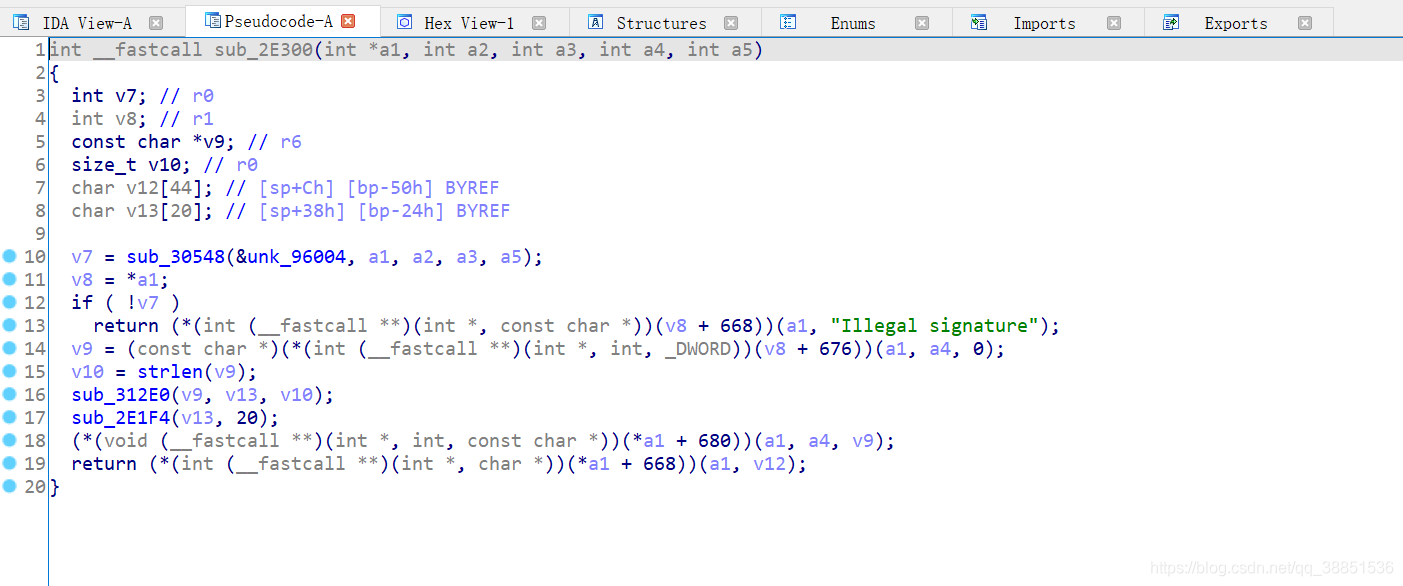 IDA View-A Pseudocode-A Hex View-1 Structures Enums Imports Exports
1 int __fastcall sub_2E300(int *a1, int a2, int a3, int a4, int a5)
2 {
3   int v7; // r0
4   int v8; // r1
5   const char *v9; // r6
6   size_t v10; // r0
7   char v12[44]; // [sp+Ch] [bp-50h] BYREF
8   char v13[20]; // [sp+38h] [bp-24h] BYREF
9
10   v7 = sub_30548(&unk_96004, a1, a2, a3, a5);
11   v8 = *a1;
12   if ( !v7 )
13     return (*(int (__fastcall **)(int *, const char *))(v8 + 668))(a1, "Illegal signature");
14   v9 = (const char *)(*(int (__fastcall **)(int *, int, _DWORD))(v8 + 676))(a1, a4, 0);
15   v10 = strlen(v9);
16   sub_312E0(v9, v13, v10);
17   sub_2E1F4(v13, 20);
18   (*(void (__fastcall **)(int *, int, const char *))(*a1 + 680))(a1, a4, v9);
19   return (*(int (__fastcall **)(int *, char *))(*a1 + 668))(a1, v12);
20 }
https://blog.csdn.net/qq_38851536